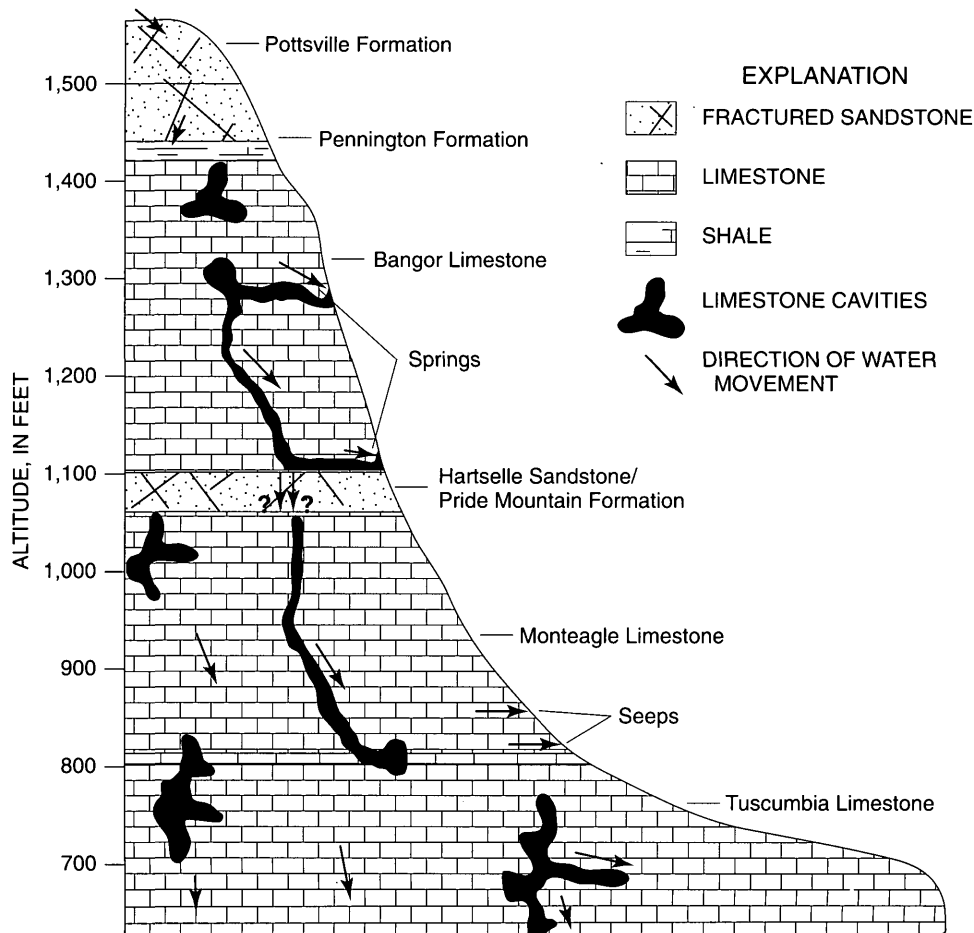 Pottsville Formation
1,500
EXPLANATION
FRACTURED SANDSTONE
Pennington Formation
1,400
LIMESTONE
SHALE
Bangor Limestone
1,300
LIMESTONE CAVITIES
Springs
DIRECTION OF WATER
MOVEMENT
1,200
ALTITUDE, IN FEET
1,100
Hartselle Sandstone/
Pride Mountain Formation
? ?
1,000
Monteagle Limestone
900
Seeps
800
Tuscumbia Limestone
700